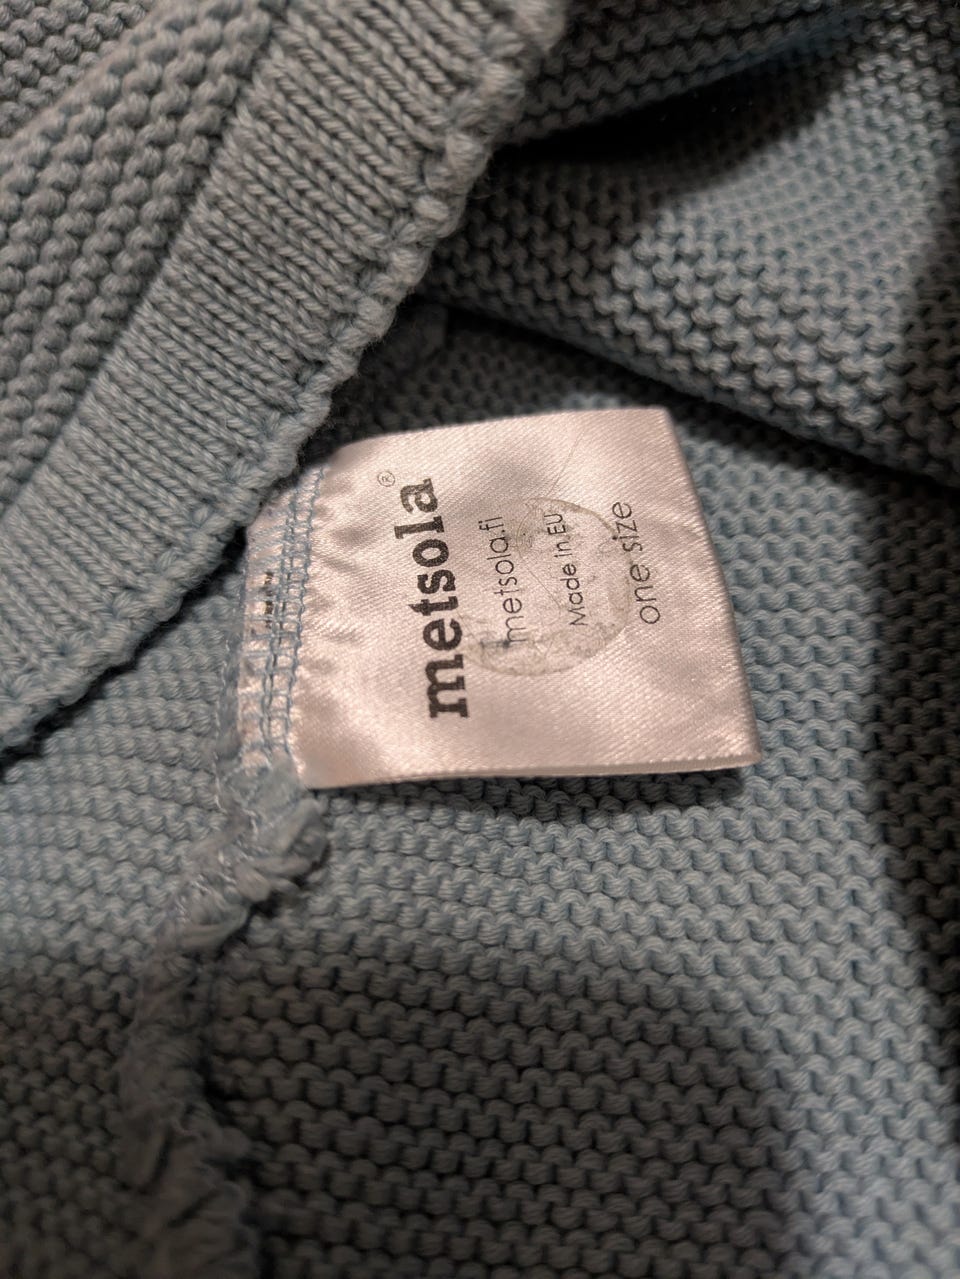 metsola®
metsola.fi
Made in EU
one size